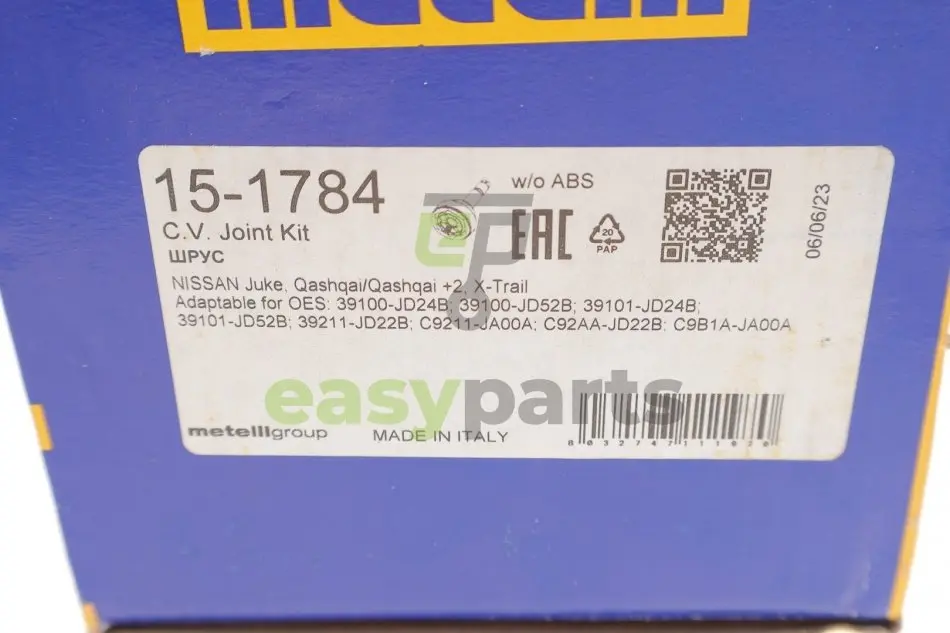 15-1784
w/o ABS
C.V. Joint Kit
ШРУС
EAC
20
PAP
06/06/23
NISSAN Juke, Qashqai/Qashqai +2, X-Trail
Adaptable for OES: 39100-JD24B; 39100-JD52B; 39101-JD24B;
39101-JD52B; 39211-JD22B; C9211-JA00A; C92AA-JD22B; C9B1A-JA00A
easyparts
metelligroup
MADE IN ITALY